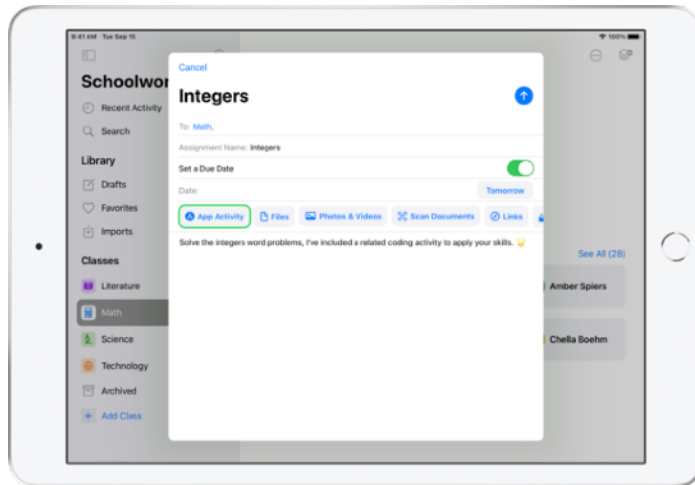 9:41 AM Tue Sep 15
100%
Cancel
Schoolwor
Integers
Recent Activity
To: Math,
Search
Assignment Name: Integers
Library
Set a Due Date
Drafts
Date:
Tomorrow
Favorites
App Activity Files Photos & Videos Scan Documents Links
Imports
Solve the integers word problems, I've included a related coding activity to apply your skills. 💡
Classes
See All (28)
Literature
Amber Spiers
Math
Science
Chella Boehm
Technology
Archived
Add Class